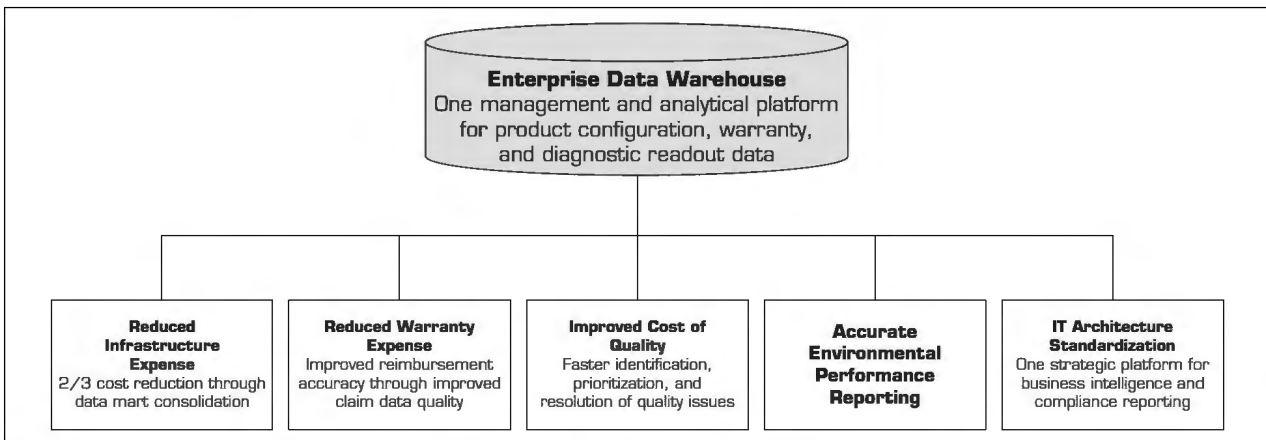 Enterprise Data Warehouse
One management and analytical platform
for product configuration, warranty,
and diagnostic readout data
Reduced
Infrastructure
Expense
2/3 cost reduction through
data mart consolidation
Reduced Warranty
Expense
Improved reimbursement
accuracy through improved
claim data quality
Improved Cost of
Quality
Faster identification,
prioritization, and
resolution of quality issues
Accurate
Environmental
Performance
Reporting
IT Architecture
Standardization
One strategic platform for
business intelligence and
compliance reporting